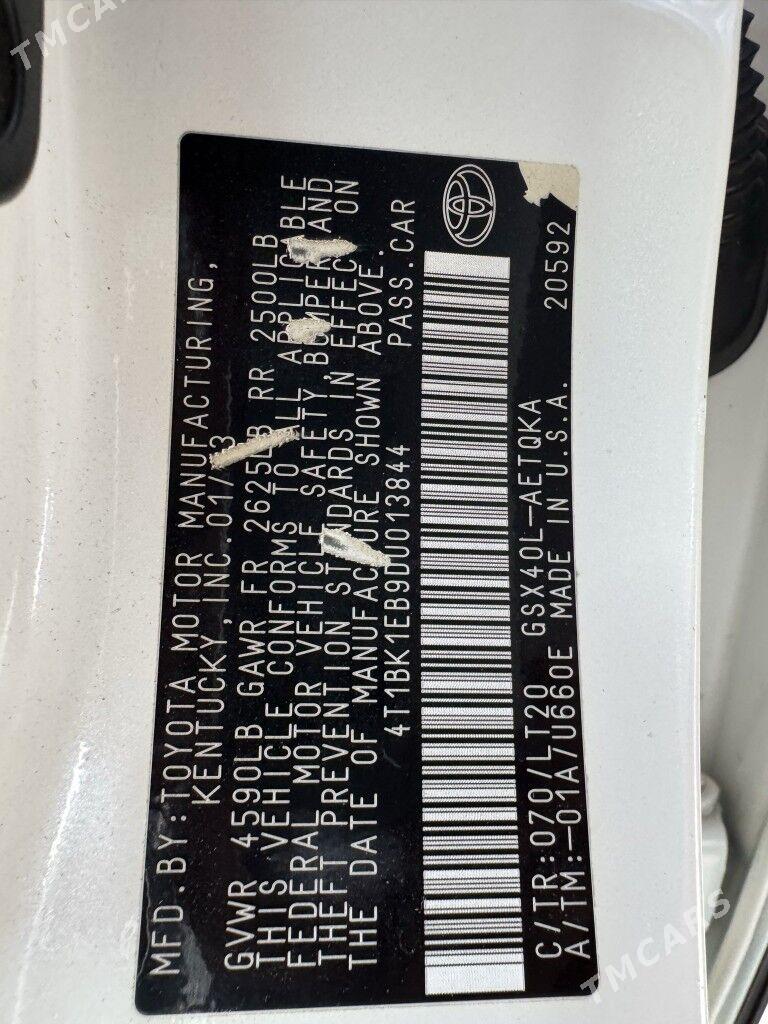 TMCARS
MFD.BY:TOYOTA MOTOR MANUFACTURING,
KENTUCKY, INC. 01/13
GVWR 4590LB GAWR FR 2625LB RR 2500LB
THIS VEHICLE CONFORMS TO ALL APPLICABLE
FEDERAL MOTOR VEHICLE SAFETY, BUMPER, AND
THEFT PREVENTION STANDARDS IN EFFECT ON
THE DATE OF MANUFACTURE SHOWN ABOVE.
4T1BK1EB9DU013844 PASS.CAR
C/TR:070/LT20 GSX40L-AETQKA
A/TM:-01A/U660E MADE IN U.S.A. 20592
TMCARS